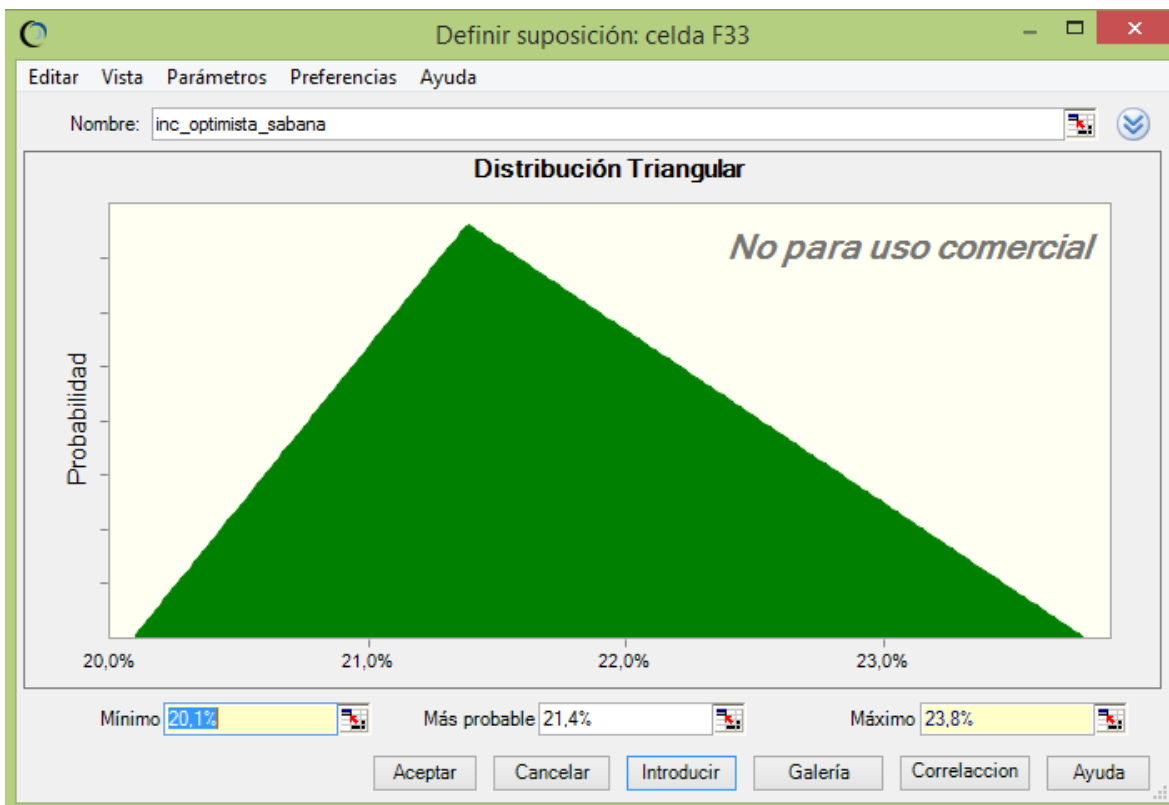 Definir suposición: celda F33
Editar Vista Parámetros Preferencias Ayuda
Nombre: inc_optimista_sabana
Distribución Triangular
No para uso comercial
Probabilidad
20,0% 21,0% 22,0% 23,0%
Mínimo 20,1% Más probable 21,4% Máximo 23,8%
Aceptar Cancelar Introducir Galería Correlaccion Ayuda